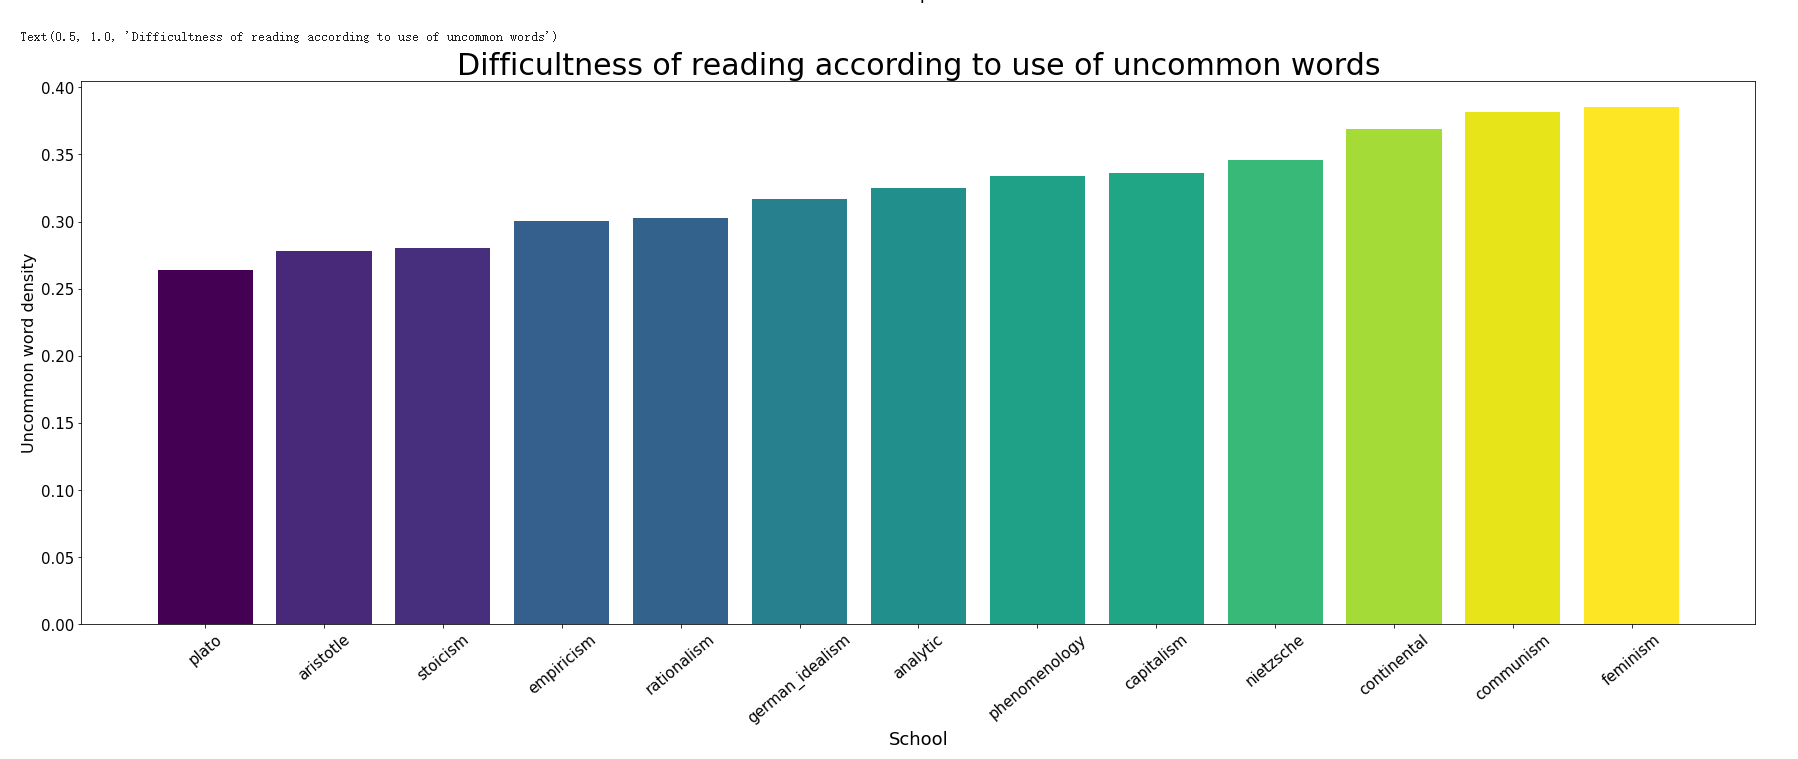 Text(0.5, 1.0, 'Difficultness of reading according to use of uncommon words')
Difficultness of reading according to use of uncommon words
0.40
0.35
0.30
0.25
0.20
0.15
0.10
0.05
0.00
Uncommon word density
plato
aristotle
stoicism
empiricism
rationalism
german_idealism
analytic
phenomenology
capitalism
nietzsche
continental
communism
feminism
School